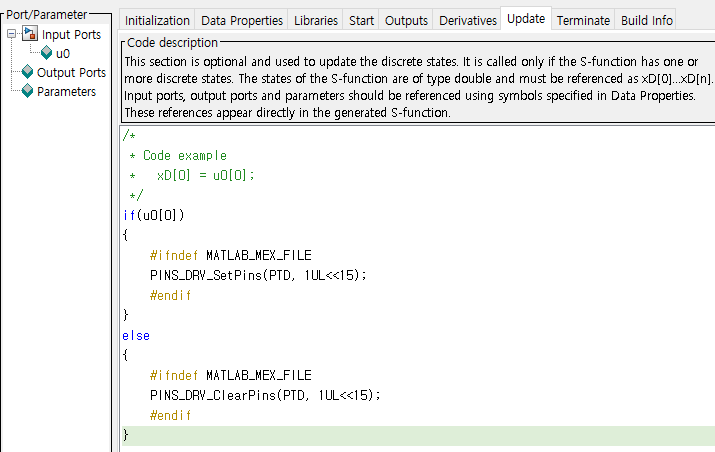 Port/Parameter
Input Ports
u0
Output Ports
Parameters
Initialization
Data Properties
Libraries
Start
Outputs
Derivatives
Update
Terminate
Build Info
Code description
This section is optional and used to update the discrete states. It is called only if the S-function has one or
more discrete states. The states of the S-function are of type double and must be referenced as xD[0]...xD[n].
Input ports, output ports and parameters should be referenced using symbols specified in Data Properties.
These references appear directly in the generated S-function.
/*
 * Code example
 *   xD[0] = u0[0];
 */
if(u0[0])
{
    #ifndef MATLAB_MEX_FILE
    PINS_DRV_SetPins(PTD, 1UL<<15);
    #endif
}
else
{
    #ifndef MATLAB_MEX_FILE
    PINS_DRV_ClearPins(PTD, 1UL<<15);
    #endif
}